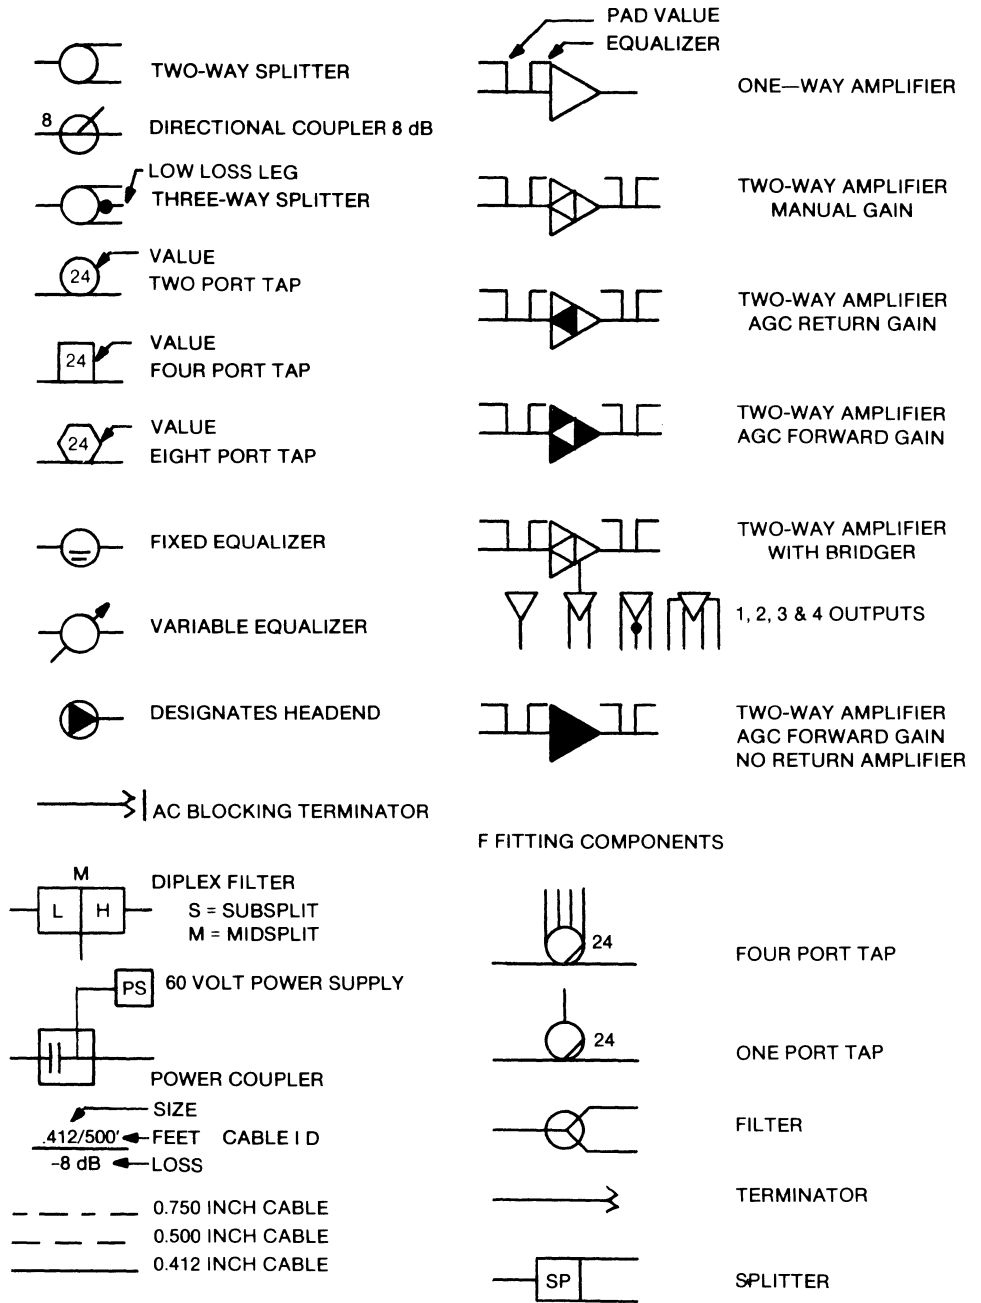 TWO-WAY SPLITTER
8
DIRECTIONAL COUPLER 8 dB
LOW LOSS LEG
THREE-WAY SPLITTER
VALUE
24
TWO PORT TAP
VALUE
24
FOUR PORT TAP
VALUE
24
EIGHT PORT TAP
FIXED EQUALIZER
VARIABLE EQUALIZER
DESIGNATES HEADEND
AC BLOCKING TERMINATOR
M
DIPLEX FILTER
L H
S = SUBSPLIT
M = MIDSPLIT
PS
60 VOLT POWER SUPPLY
POWER COUPLER
SIZE
.412/500'
FEET CABLE I D
-8 dB
LOSS
0.750 INCH CABLE
0.500 INCH CABLE
0.412 INCH CABLE
PAD VALUE
EQUALIZER
ONE—WAY AMPLIFIER
TWO-WAY AMPLIFIER
MANUAL GAIN
TWO-WAY AMPLIFIER
AGC RETURN GAIN
TWO-WAY AMPLIFIER
AGC FORWARD GAIN
TWO-WAY AMPLIFIER
WITH BRIDGER
1, 2, 3 & 4 OUTPUTS
TWO-WAY AMPLIFIER
AGC FORWARD GAIN
NO RETURN AMPLIFIER
F FITTING COMPONENTS
24
FOUR PORT TAP
24
ONE PORT TAP
FILTER
TERMINATOR
SP
SPLITTER